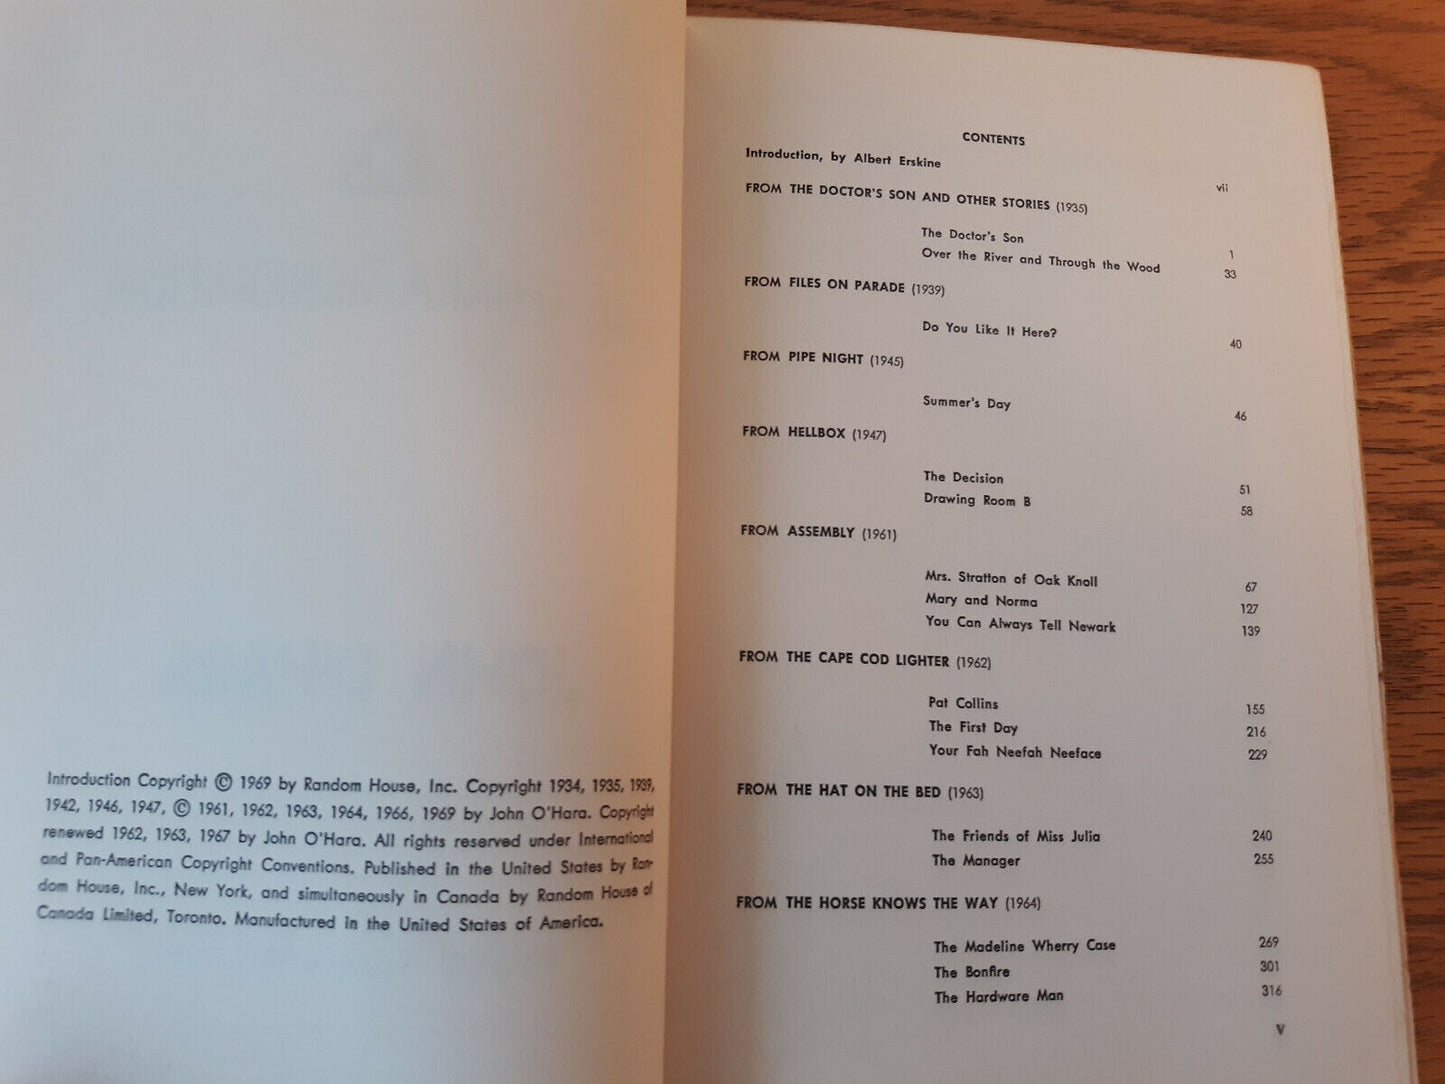 Introduction Copyright © 1969 by Random House, Inc. Copyright 1934, 1935, 1939,
1942, 1946, 1947, © 1961, 1962, 1963, 1964, 1966, 1969 by John O'Hara. Copyright
renewed 1962, 1963, 1967 by John O'Hara. All rights reserved under International
and Pan-American Copyright Conventions. Published in the United States by Ran-
dom House, Inc., New York, and simultaneously in Canada by Random House of
Canada Limited, Toronto. Manufactured in the United States of America.
CONTENTS
Introduction, by Albert Erskine vii
FROM THE DOCTOR'S SON AND OTHER STORIES (1935)
The Doctor's Son 1
Over the River and Through the Wood 33
FROM FILES ON PARADE (1939)
Do You Like It Here? 40
FROM PIPE NIGHT (1945)
Summer's Day 46
FROM HELLBOX (1947)
The Decision 51
Drawing Room B 58
FROM ASSEMBLY (1961)
Mrs. Stratton of Oak Knoll 67
Mary and Norma 127
You Can Always Tell Newark 139
FROM THE CAPE COD LIGHTER (1962)
Pat Collins 155
The First Day 216
Your Fah Neefah Neeface 229
FROM THE HAT ON THE BED (1963)
The Friends of Miss Julia 240
The Manager 255
FROM THE HORSE KNOWS THE WAY (1964)
The Madeline Wherry Case 269
The Bonfire 301
The Hardware Man 316
V